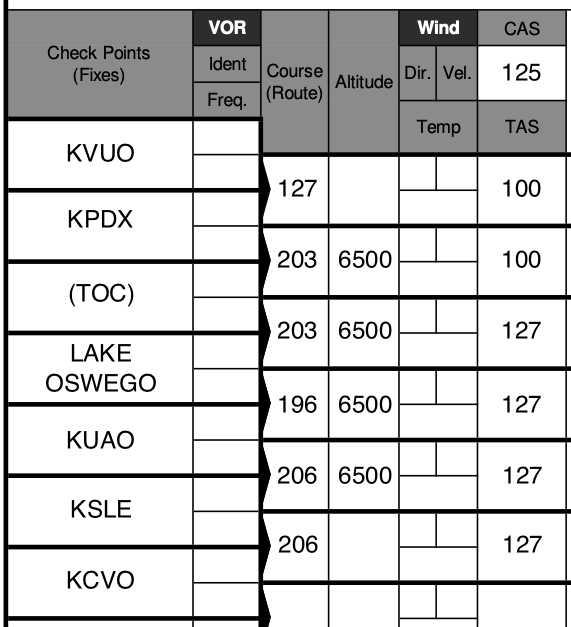 Check Points
(Fixes)
VOR
Ident
Freq.
Course
(Route)
Altitude
Wind
Dir. Vel.
Temp
CAS
125
TAS
KVUO
127 100
KPDX
203 6500 100
(TOC)
203 6500 127
LAKE
OSWEGO
196 6500 127
KUAO
206 6500 127
KSLE
206 127
KCVO